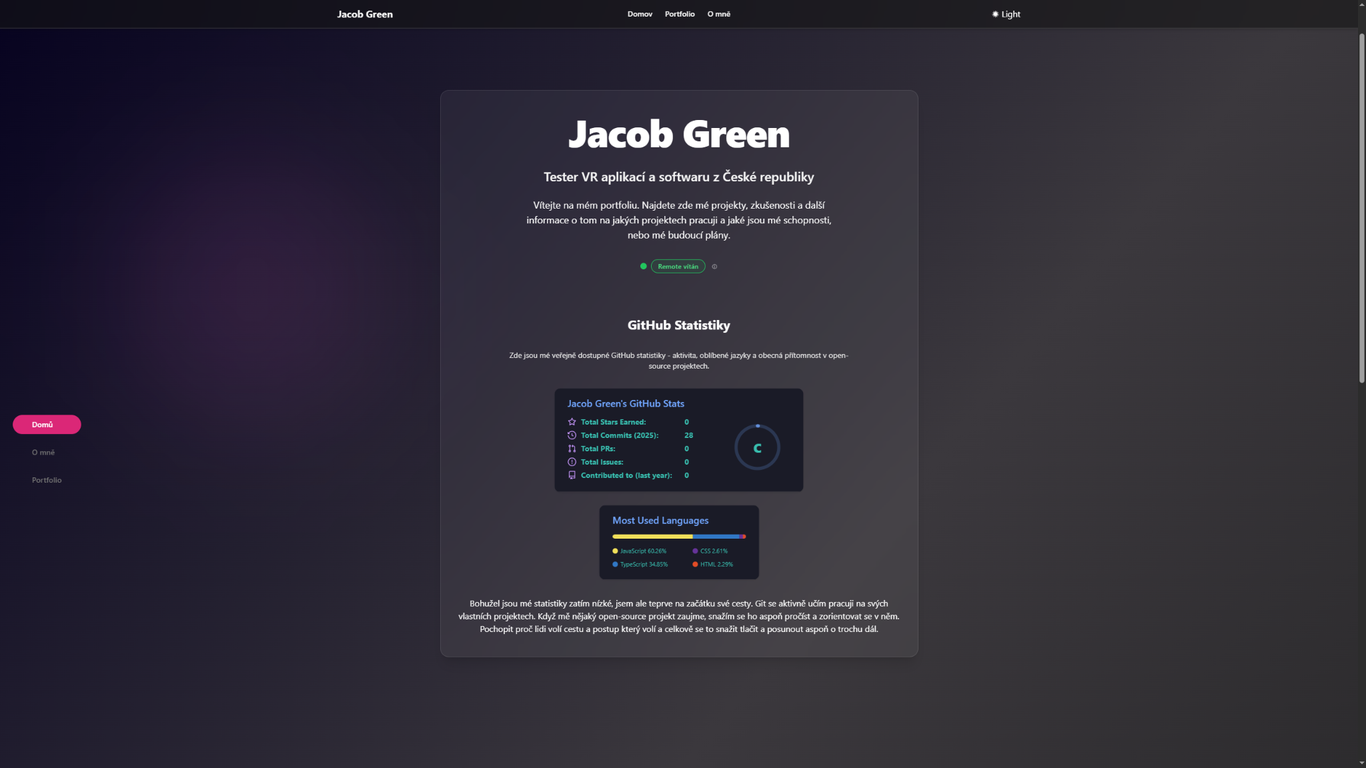 Jacob Green
Domov Portfolio O mně
Light
Jacob Green
Tester VR aplikací a softwaru z České republiky
Vítejte na mém portfoliu. Najdete zde mé projekty, zkušenosti a další
informace o tom na jakých projektech pracuji a jaké jsou mé schopnosti,
nebo mé budoucí plány.
Remote vítán
GitHub Statistiky
Zde jsou mé veřejně dostupné GitHub statistiky - aktivita, oblíbené jazyky a obecná přítomnost v open-
source projektech.
Jacob Green's GitHub Stats
Total Stars Earned: 0
Total Commits (2025): 28
Total PRs: 0
Total Issues: 0
Contributed to (last year): 0
C
Domů
O mně
Portfolio
Most Used Languages
JavaScript 60.26%
CSS 2.61%
TypeScript 34.85%
HTML 2.29%
Bohužel jsou mé statistiky zatím nízké, jsem ale teprve na začátku své cesty. Git se aktivně učím pracuji na svých
vlastních projektech. Když mě nějaký open-source projekt zaujme, snažím se ho aspoň pročíst a zorientovat se v něm.
Pochopit proč lidi volí cestu a postup který volí a celkově se to snažit tlačit a posunout aspoň o trochu dál.